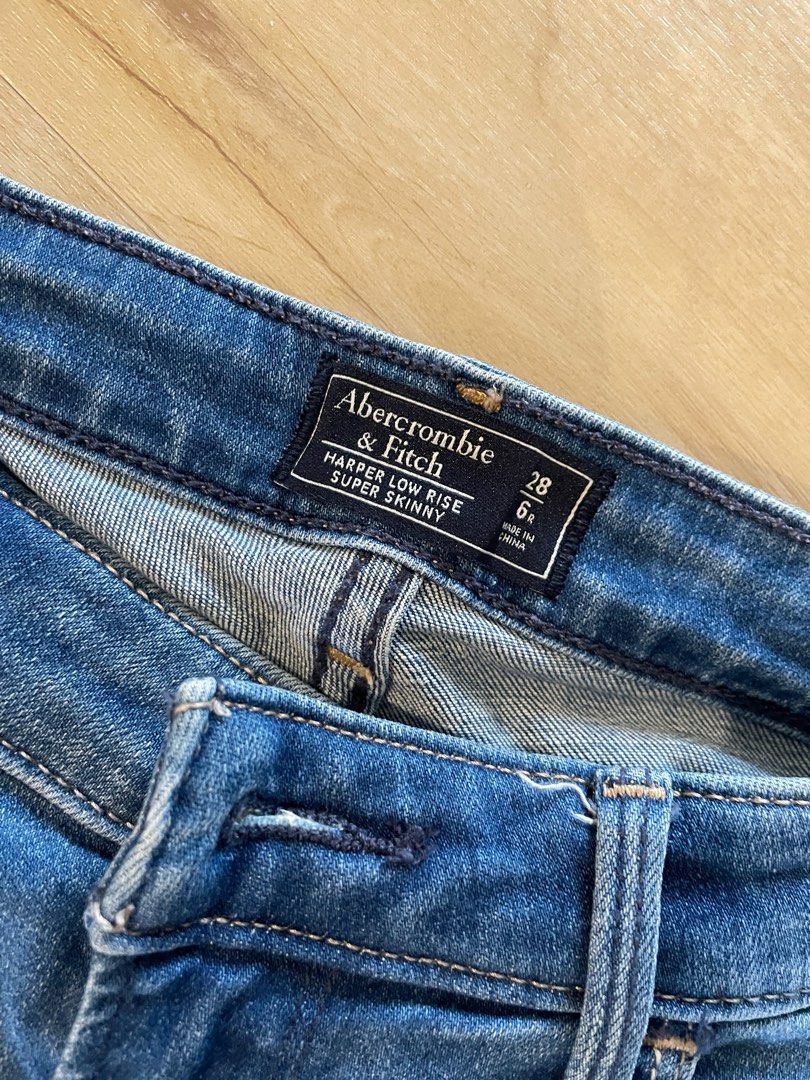 Abercrombie
& Fitch
HARPER LOW RISE
SUPER SKINNY
28
6R
MADE IN
CHINA